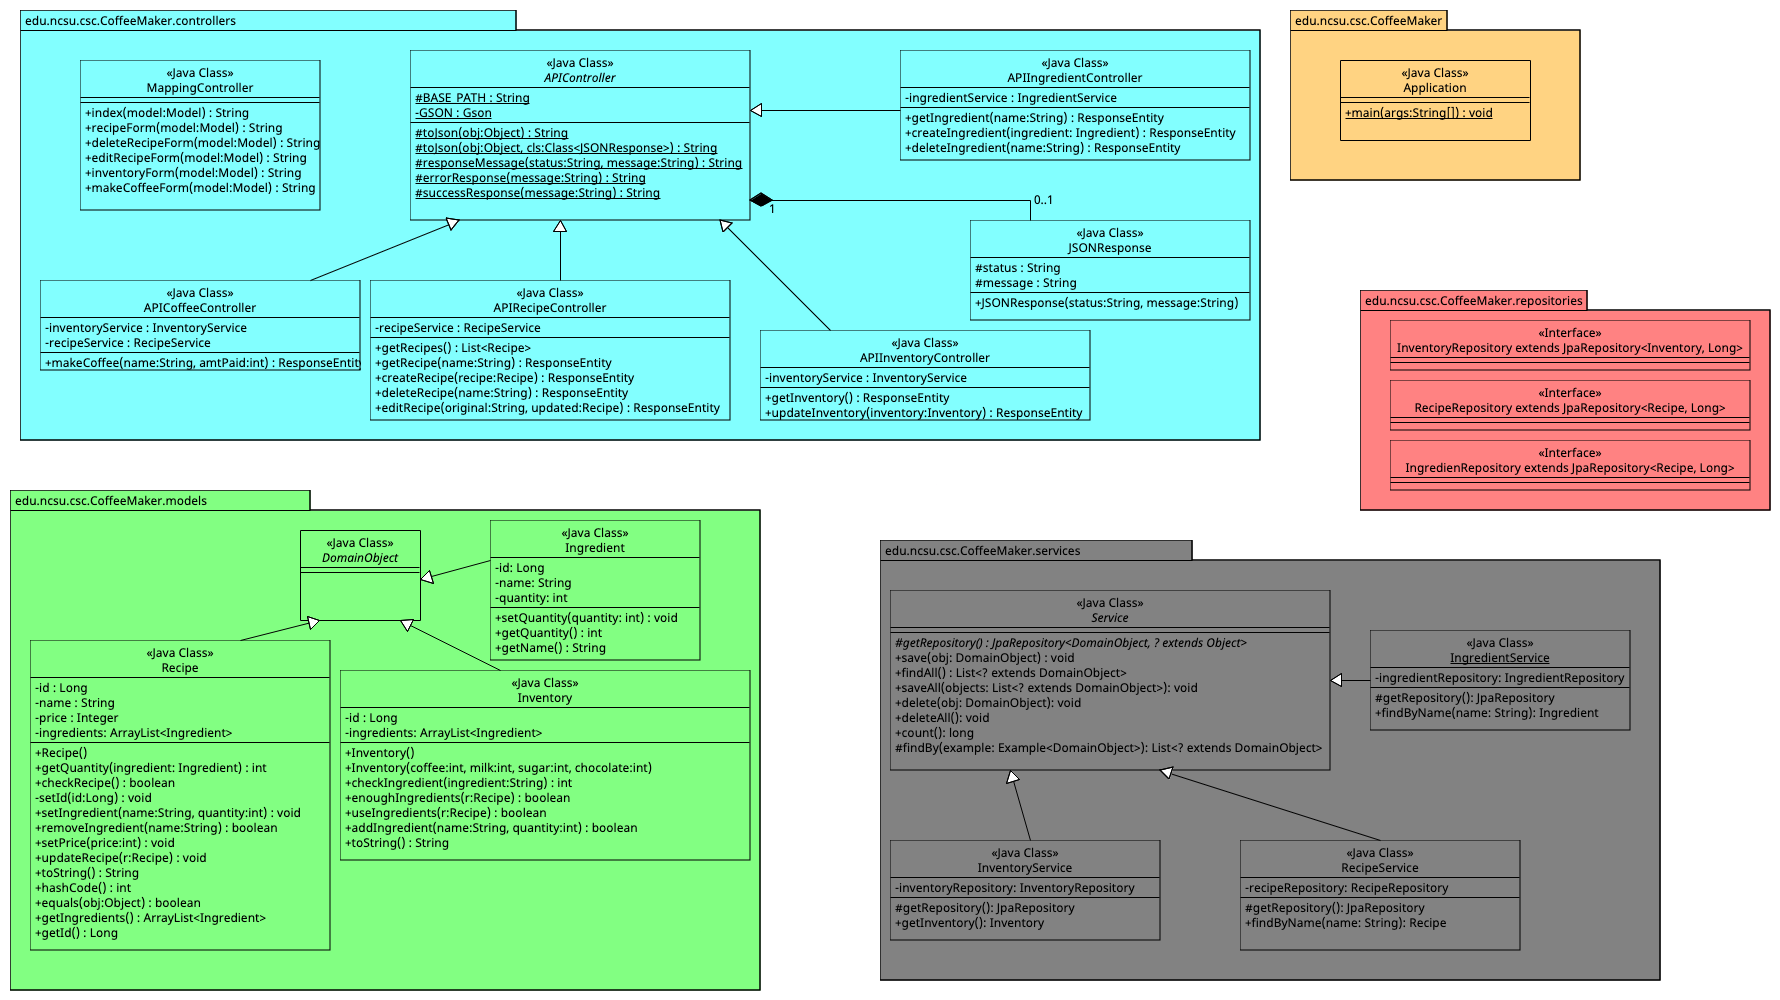 edu.ncsu.csc.CoffeeMaker.controllers
«Java Class»
MappingController
+index(model:Model) : String
+recipeForm(model:Model) : String
+deleteRecipeForm(model:Model) : String
+editRecipeForm(model:Model) : String
+inventoryForm(model:Model) : String
+makeCoffeeForm(model:Model) : String
«Java Class»
APIController
#BASE_PATH : String
-GSON : Gson
#toJson(obj:Object) : String
#toJson(obj:Object, cls:Class<JSONResponse>) : String
#responseMessage(status:String, message:String) : String
#errorResponse(message:String) : String
#successResponse(message:String) : String
«Java Class»
APIIngredientController
-ingredientService : IngredientService
+getIngredient(name:String) : ResponseEntity
+createIngredient(ingredient: Ingredient) : ResponseEntity
+deleteIngredient(name:String) : ResponseEntity
1
0..1
«Java Class»
JSONResponse
#status : String
#message : String
+JSONResponse(status:String, message:String)
«Java Class»
APICoffeeController
-inventoryService : InventoryService
-recipeService : RecipeService
+makeCoffee(name:String, amtPaid:int) : ResponseEntit
«Java Class»
APIRecipeController
-recipeService : RecipeService
+getRecipes() : List<Recipe>
+getRecipe(name:String) : ResponseEntity
+createRecipe(recipe:Recipe) : ResponseEntity
+deleteRecipe(name:String) : ResponseEntity
+editRecipe(original:String, updated:Recipe) : ResponseEntity
«Java Class»
APIInventoryController
-inventoryService : InventoryService
+getInventory() : ResponseEntity
+updateInventory(inventory:Inventory) : ResponseEntity
edu.ncsu.csc.CoffeeMaker
«Java Class»
Application
+main(args:String[]) : void
edu.ncsu.csc.CoffeeMaker.repositories
«Interface»
InventoryRepository extends JpaRepository<Inventory, Long>
«Interface»
RecipeRepository extends JpaRepository<Recipe, Long>
«Interface»
IngredienRepository extends JpaRepository<Recipe, Long>
edu.ncsu.csc.CoffeeMaker.models
«Java Class»
DomainObject
«Java Class»
Ingredient
-id: Long
-name: String
-quantity: int
+setQuantity(quantity: int) : void
+getQuantity() : int
+getName() : String
«Java Class»
Recipe
-id : Long
-name : String
-price : Integer
-ingredients: ArrayList<Ingredient>
+Recipe()
+getQuantity(ingredient: Ingredient) : int
+checkRecipe() : boolean
-setId(id:Long) : void
+setIngredient(name:String, quantity:int) : void
+removeIngredient(name:String) : boolean
+setPrice(price:int) : void
+updateRecipe(r:Recipe) : void
+toString() : String
+hashCode() : int
+equals(obj:Object) : boolean
+getIngredients() : ArrayList<Ingredient>
+getId() : Long
«Java Class»
Inventory
-id : Long
-ingredients: ArrayList<Ingredient>
+Inventory()
+Inventory(coffee:int, milk:int, sugar:int, chocolate:int)
+checkIngredient(ingredient:String) : int
+enoughIngredients(r:Recipe) : boolean
+useIngredients(r:Recipe) : boolean
+addIngredient(name:String, quantity:int) : boolean
+toString() : String
edu.ncsu.csc.CoffeeMaker.services
«Java Class»
Service
#getRepository() : JpaRepository<DomainObject, ? extends Object>
+save(obj: DomainObject) : void
+findAll() : List<? extends DomainObject>
+saveAll(objects: List<? extends DomainObject>): void
+delete(obj: DomainObject): void
+deleteAll(): void
+count(): long
#findBy(example: Example<DomainObject>): List<? extends DomainObject>
«Java Class»
IngredientService
-ingredientRepository: IngredientRepository
#getRepository(): JpaRepository
+findByName(name: String): Ingredient
«Java Class»
InventoryService
-inventoryRepository: InventoryRepository
#getRepository(): JpaRepository
+getInventory(): Inventory
«Java Class»
RecipeService
-recipeRepository: RecipeRepository
#getRepository(): JpaRepository
+findByName(name: String): Recipe